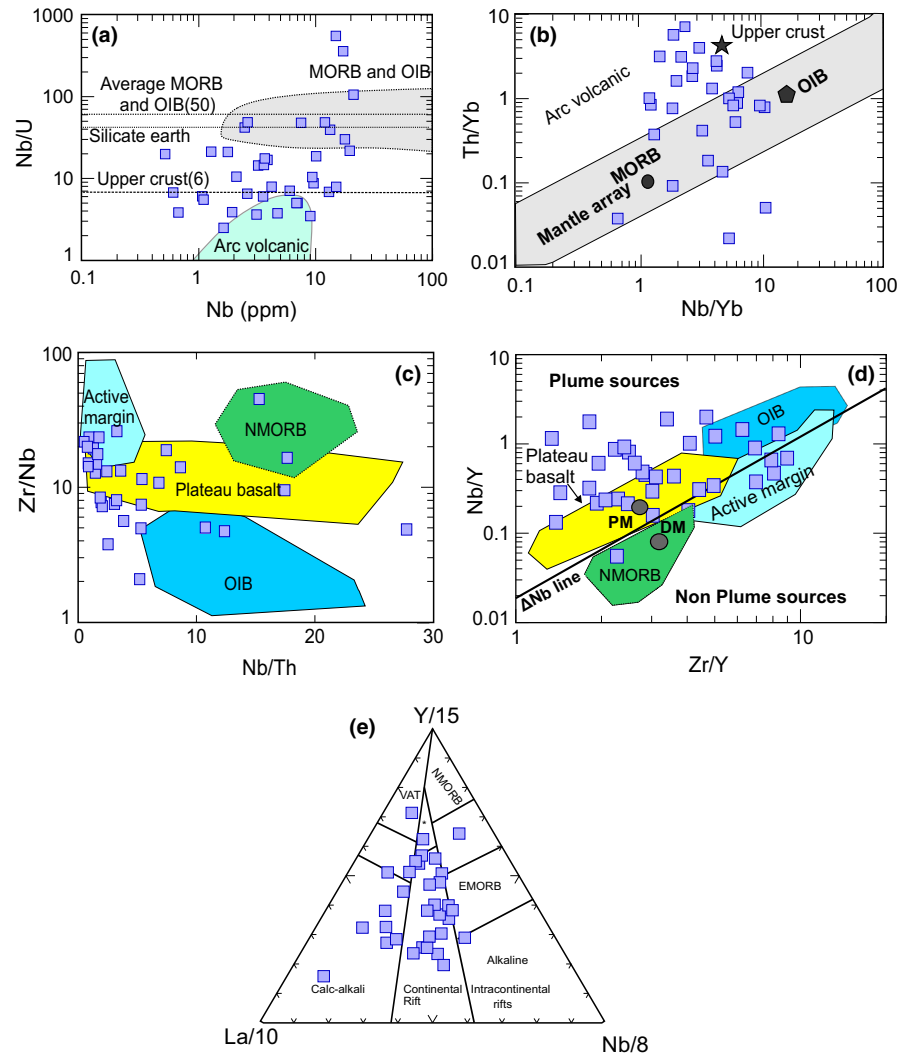 (a)
1000
100
10
1
0.1
1
10
100
Nb/U
Nb (ppm)
Average MORB
and OIB(50)
Silicate earth
Upper crust(6)
MORB and OIB
Arc volcanic
(b)
10
1
0.1
0.01
0.1
1
10
100
Th/Yb
Nb/Yb
Upper crust
Arc volcanic
OIB
MORB
Mantle array
(c)
100
10
1
0
10
20
30
Zr/Nb
Nb/Th
Active
margin
NMORB
Plateau basalt
OIB
(d)
10
1
0.1
0.01
1
10
Nb/Y
Zr/Y
Plume sources
OIB
Plateau
basalt
Active margin
PM
DM
NMORB
ΔNb line
Non Plume sources
(e)
Y/15
VAT
NMORB
*
EMORB
Alkaline
Calc-alkali
Continental
Rift
Intracontinental
rifts
La/10
Nb/8